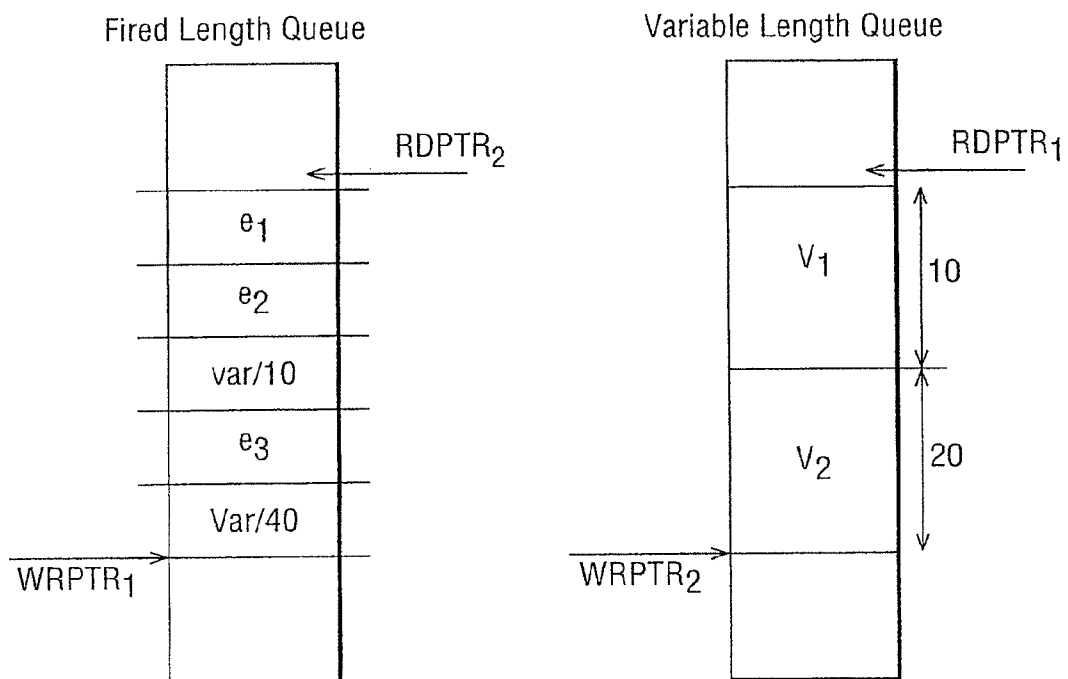 Fired Length Queue
Variable Length Queue
RDPTR2
RDPTR1
e1
e2
var/10
e3
Var/40
WRPTR1
V1
10
V2
20
WRPTR2